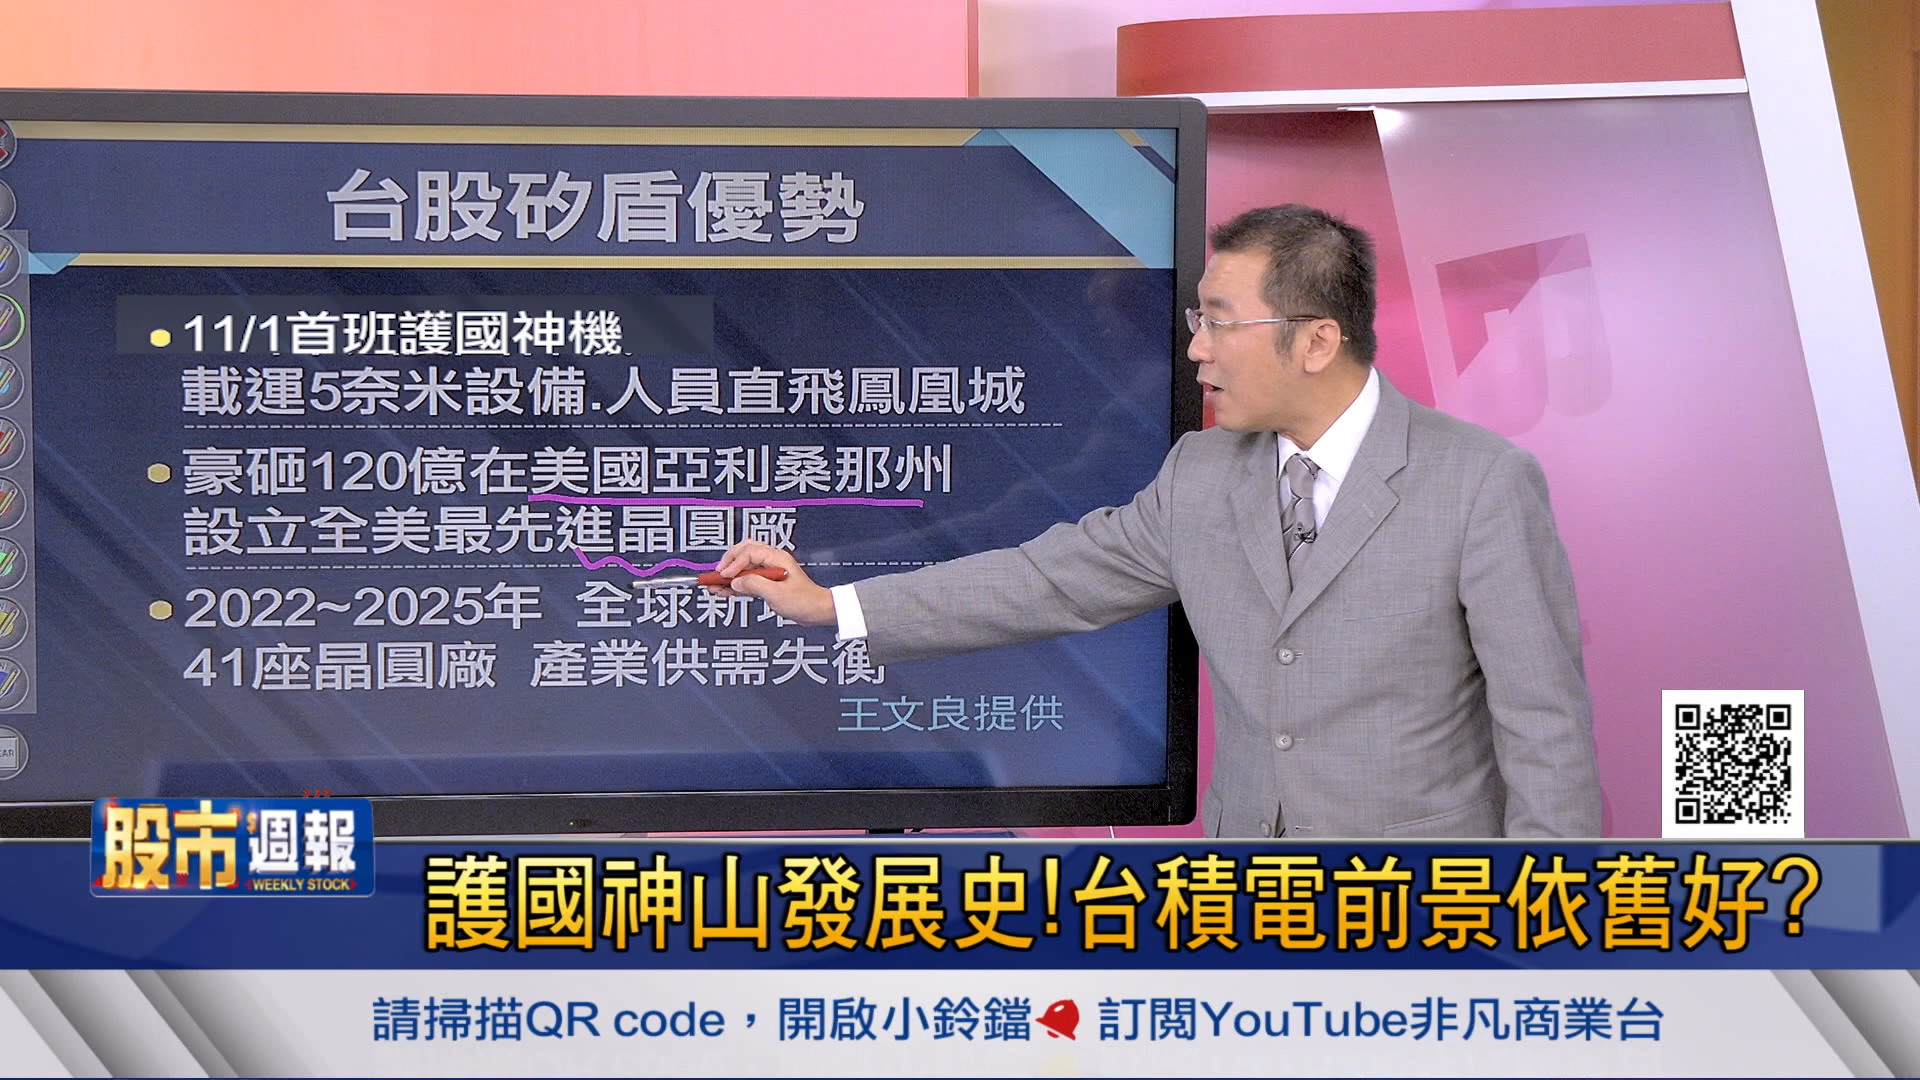 台股矽盾優勢
11/1首班護國神機
載運5奈米設備.人員直飛鳳凰城
豪砸120億在美國亞利桑那州
設立全美最先進晶圓廠
2022~2025年 全球新
41座晶圓廠 產業供需失衡
王文良提供
股市週報
WEEKLY STOCK
護國神山發展史!台積電前景依舊好?
請掃描QR code，開啟小鈴鐺 訂閱YouTube非凡商業台